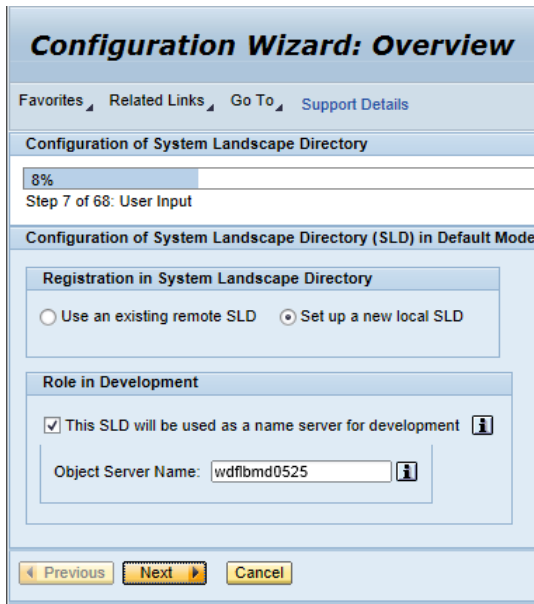 Configuration Wizard: Overview
Favorites Related Links Go To Support Details
Configuration of System Landscape Directory
8%
Step 7 of 68: User Input
Configuration of System Landscape Directory (SLD) in Default Mode
Registration in System Landscape Directory
Use an existing remote SLD Set up a new local SLD
Role in Development
This SLD will be used as a name server for development
Object Server Name: wdflbmd0525
Previous Next Cancel